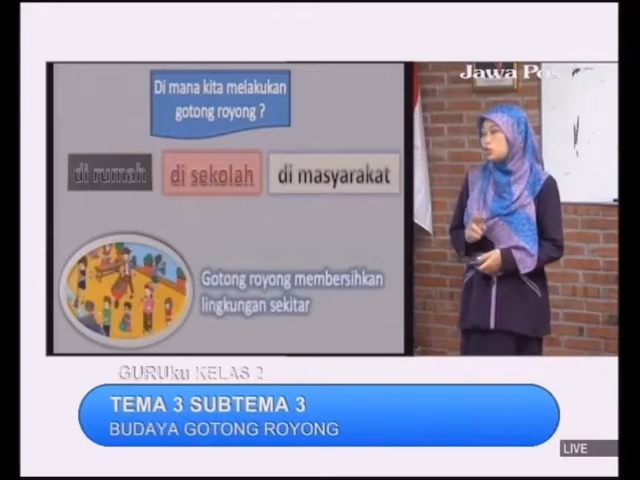 Di mana kita melakukan
gotong royong ?
Jawa Pos
di rumah
di sekolah
di masyarakat
Gotong royong membersihkan
lingkungan sekitar
GURUku KELAS 2
TEMA 3 SUBTEMA 3
BUDAYA GOTONG ROYONG
LIVE